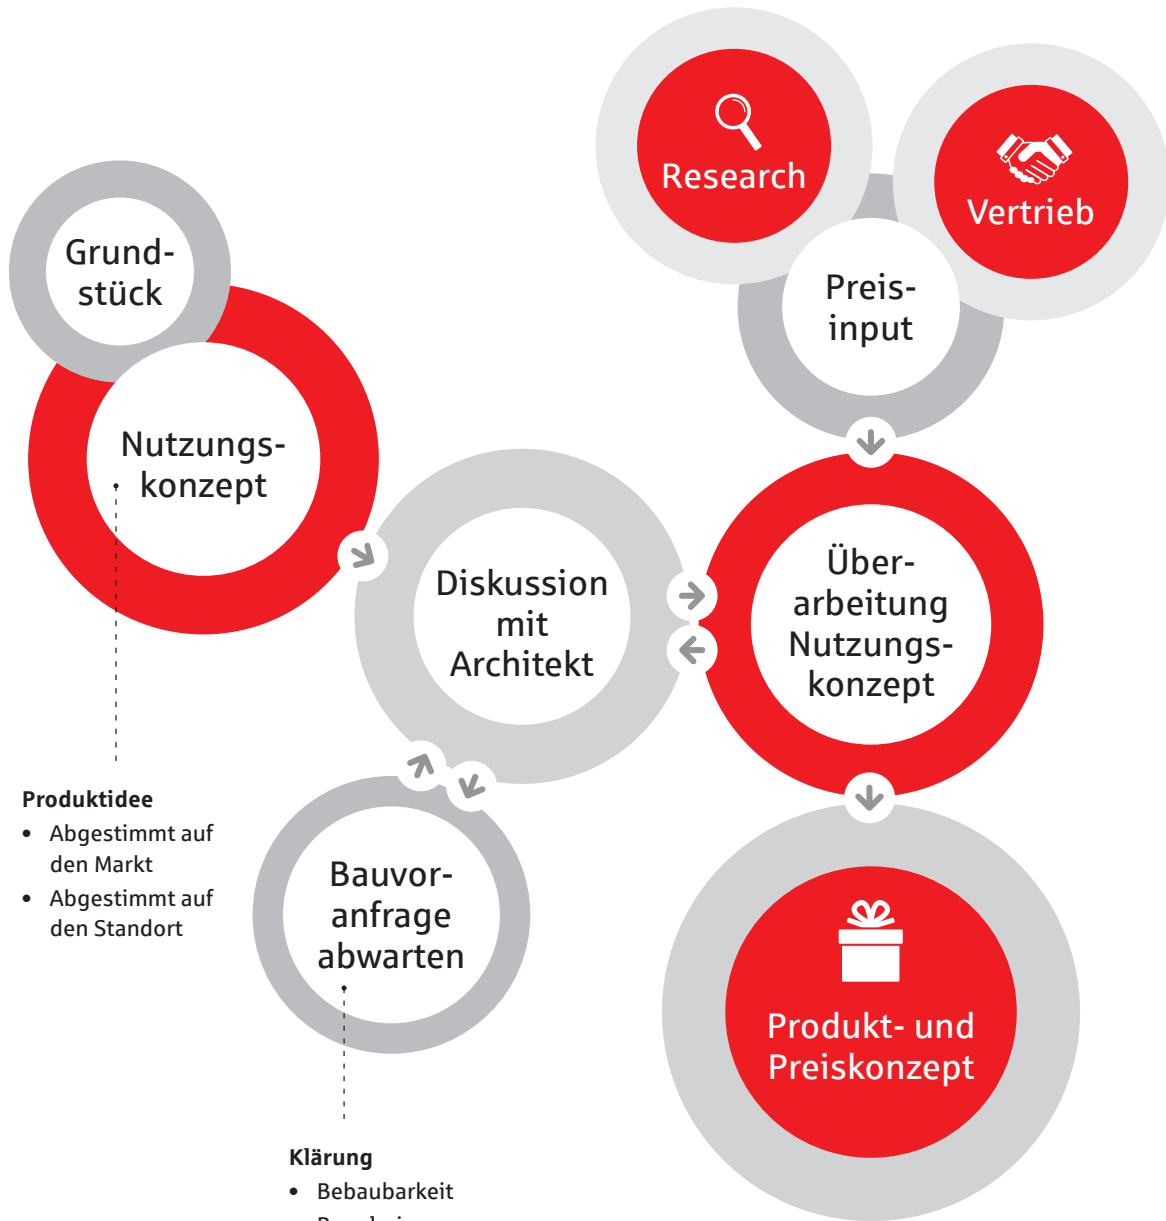 Research
Vertrieb
Grund-
stück
Preis-
input
Nutzungs-
konzept
Diskussion
mit
Architekt
Über-
arbeitung
Nutzungs-
konzept
Produktidee
• Abgestimmt auf
den Markt
• Abgestimmt auf
den Standort
Bauvor-
anfrage
abwarten
Produkt- und
Preiskonzept
Klärung
• Bebaubarkeit